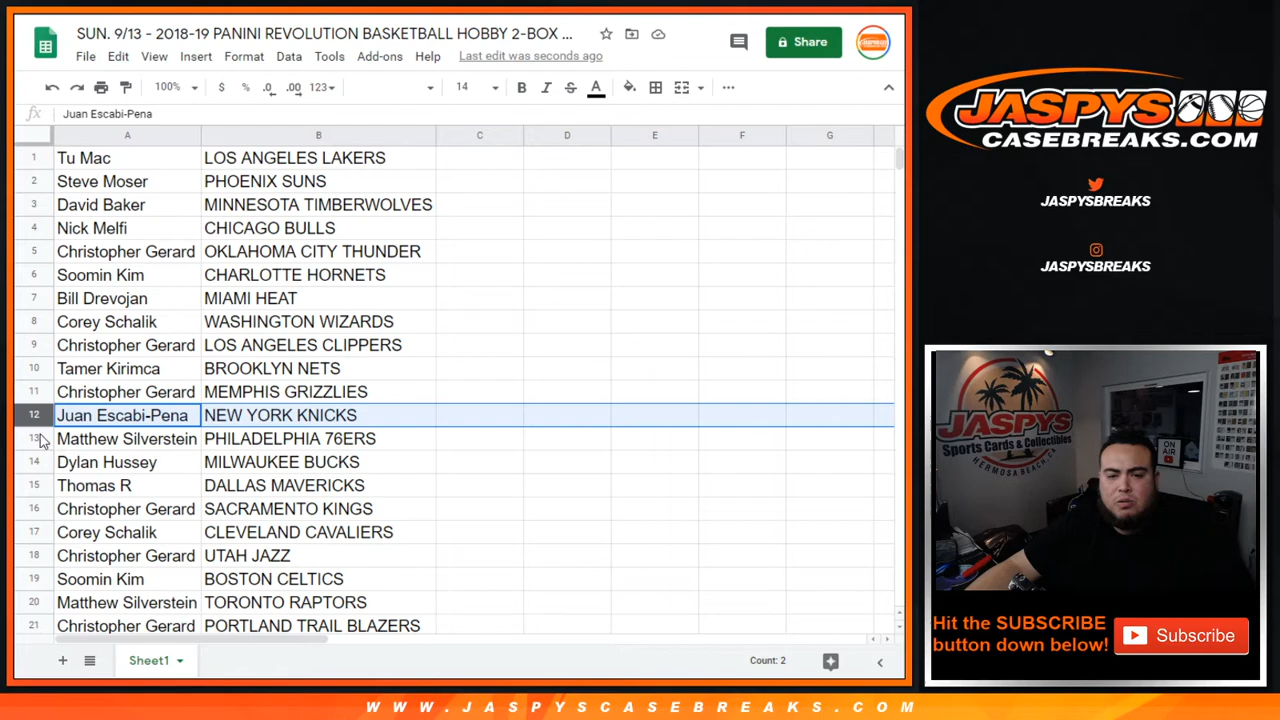 SUN. 9/13 - 2018-19 PANINI REVOLUTION BASKETBALL HOBBY 2-BOX ...
Share
File Edit View Insert Format Data Tools Add-ons Help Last edit was seconds ago
100% $ % .0 .00 123 14 B I S A
fx Juan Escabi-Pena
A B C D E F G
1 Tu Mac LOS ANGELES LAKERS
2 Steve Moser PHOENIX SUNS
3 David Baker MINNESOTA TIMBERWOLVES
4 Nick Melfi CHICAGO BULLS
5 Christopher Gerard OKLAHOMA CITY THUNDER
6 Soomin Kim CHARLOTTE HORNETS
7 Bill Drevojan MIAMI HEAT
8 Corey Schalik WASHINGTON WIZARDS
9 Christopher Gerard LOS ANGELES CLIPPERS
10 Tamer Kirimca BROOKLYN NETS
11 Christopher Gerard MEMPHIS GRIZZLIES
12 Juan Escabi-Pena NEW YORK KNICKS
13 Matthew Silverstein PHILADELPHIA 76ERS
14 Dylan Hussey MILWAUKEE BUCKS
15 Thomas R DALLAS MAVERICKS
16 Christopher Gerard SACRAMENTO KINGS
17 Corey Schalik CLEVELAND CAVALIERS
18 Christopher Gerard UTAH JAZZ
19 Soomin Kim BOSTON CELTICS
20 Matthew Silverstein TORONTO RAPTORS
21 Christopher Gerard PORTLAND TRAIL BLAZERS
Sheet1 Count: 2
JASPYS
CASEBREAKS.COM
JASPYSBREAKS
JASPYSBREAKS
JASPYS
Sports Cards & Collectibles
HERMOSA BEACH, CA
ON AIR
Hit the SUBSCRIBE
button down below!
Subscribe
WWW.JASPYSCASEBREAKS.COM